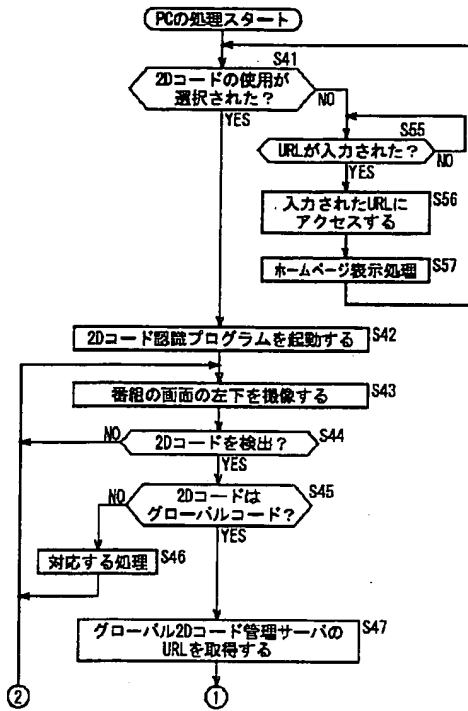 PCの処理スタート
S41
2Dコードの使用が
選択された?
NO
YES
S55
URLが入力された?
NO
YES
入力されたURLに
アクセスする
S56
ホームページ表示処理
S57
2Dコード認識プログラムを起動する
S42
番組の画面の左下を撮像する
S43
2Dコードを検出?
S44
NO
YES
2Dコードは
グローバルコード?
S45
NO
YES
対応する処理
S46
グローバル2Dコード管理サーバの
URLを取得する
S47
②
①